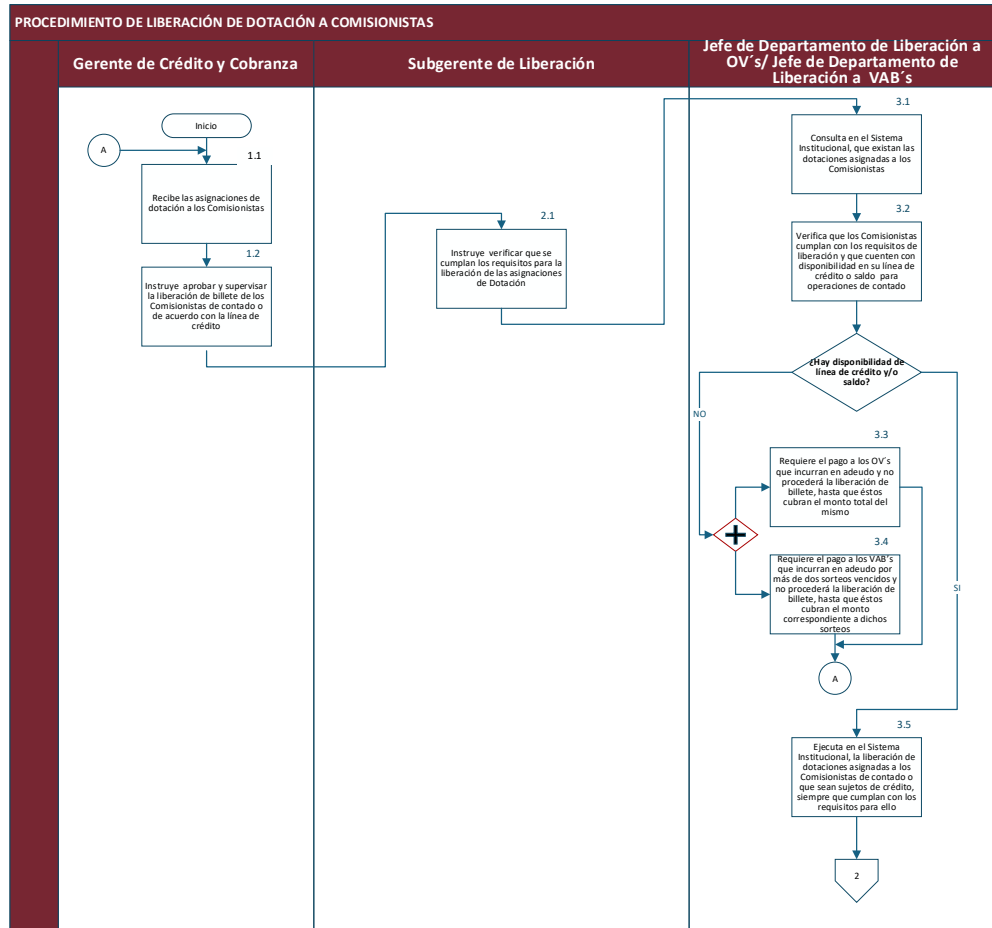 PROCEDIMIENTO DE LIBERACIÓN DE DOTACIÓN A COMISIONISTAS
Gerente de Crédito y Cobranza
Subgerente de Liberación
Jefe de Departamento de Liberación a
OV´s/ Jefe de Departamento de
Liberación a VAB´s
Inicio
A
1.1
Recibe las asignaciones de
dotación a los Comisionistas
1.2
Instruye aprobar y supervisar
la liberación de billete de los
Comisionistas de contado o
de acuerdo con la línea de
crédito
2.1
Instruye verificar que se
cumplan los requisitos para la
liberación de las asignaciones
de Dotación
3.1
Consulta en el Sistema
Institucional, que existan las
dotaciones asignadas a los
Comisionistas
3.2
Verifica que los Comisionistas
cumplan con los requisitos de
liberación y que cuenten con
disponibilidad en su línea de
crédito o saldo para
operaciones de contado
¿Hay disponibilidad de
línea de crédito y/o
saldo?
NO
SI
3.3
Requiere el pago a los OV´s
que incurran en adeudo y no
procederá la liberación de
billete, hasta que éstos
cubran el monto total del
mismo
3.4
Requiere el pago a los VAB’s
que incurran en adeudo por
más de dos sorteos vencidos y
no procederá la liberación de
billete, hasta que éstos
cubran el monto
correspondiente a dichos
sorteos
A
3.5
Ejecuta en el Sistema
Institucional, la liberación de
dotaciones asignadas a los
Comisionistas de contado o
que sean sujetos de crédito,
siempre que cumplan con los
requisitos para ello
2